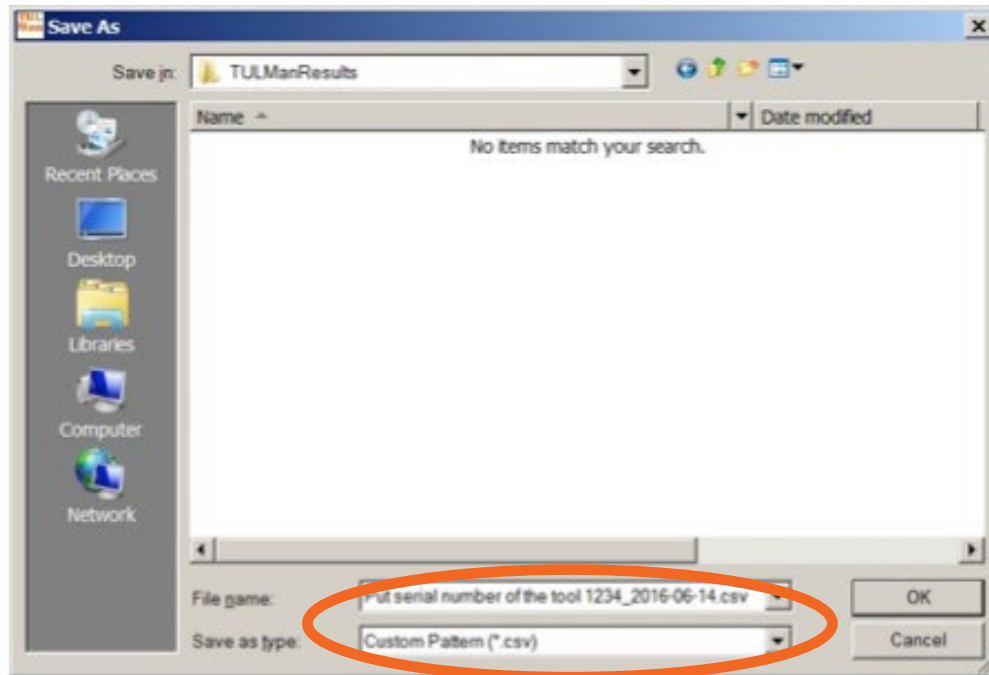 Save As
Save in:
TULManResults
Name
Date modified
No items match your search.
Recent Places
Desktop
Libraries
Computer
Network
File name:
Put serial number of the tool 1234_2016-06-14.csv
OK
Save as type:
Custom Pattern (*.csv)
Cancel